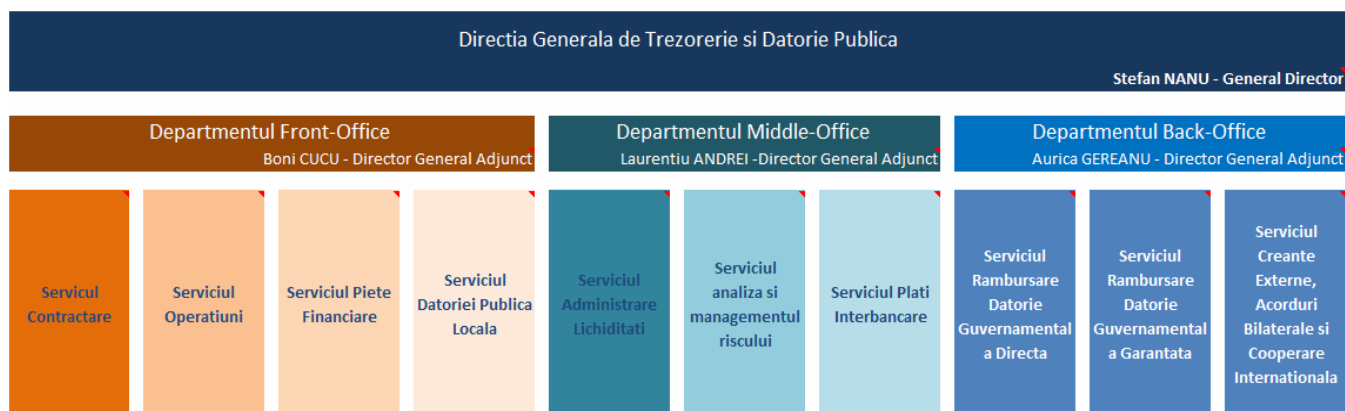 Directia Generala de Trezorerie si Datorie Publica
Stefan NANU - General Director
Departmentul Front-Office
Boni CUCU - Director General Adjunct
Departmentul Middle-Office
Laurentiu ANDREI -Director General Adjunct
Departmentul Back-Office
Aurica GEREANU - Director General Adjunct
Servicul
Contractare
Serviciul
Operatiuni
Serviciul Piete
Financiare
Serviciul
Datoriei Publica
Locala
Serviciul
Administrare
Lichiditati
Serviciul
analiza si
managementul
riscului
Serviciul Plati
Interbancare
Serviciul
Rambursare
Datorie
Guvernamental
a Directa
Serviciul
Rambursare
Datorie
Guvernamental
a Garantata
Serviciul
Creante
Externe,
Acorduri
Bilaterale si
Cooperare
Internationala